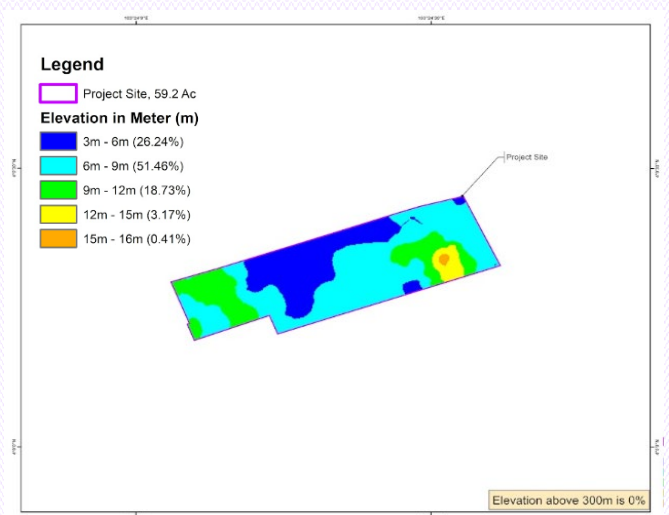 Legend
Project Site, 59.2 Ac
Elevation in Meter (m)
3m - 6m (26.24%)
6m - 9m (51.46%)
9m - 12m (18.73%)
12m - 15m (3.17%)
15m - 16m (0.41%)
Project Site
Elevation above 300m is 0%